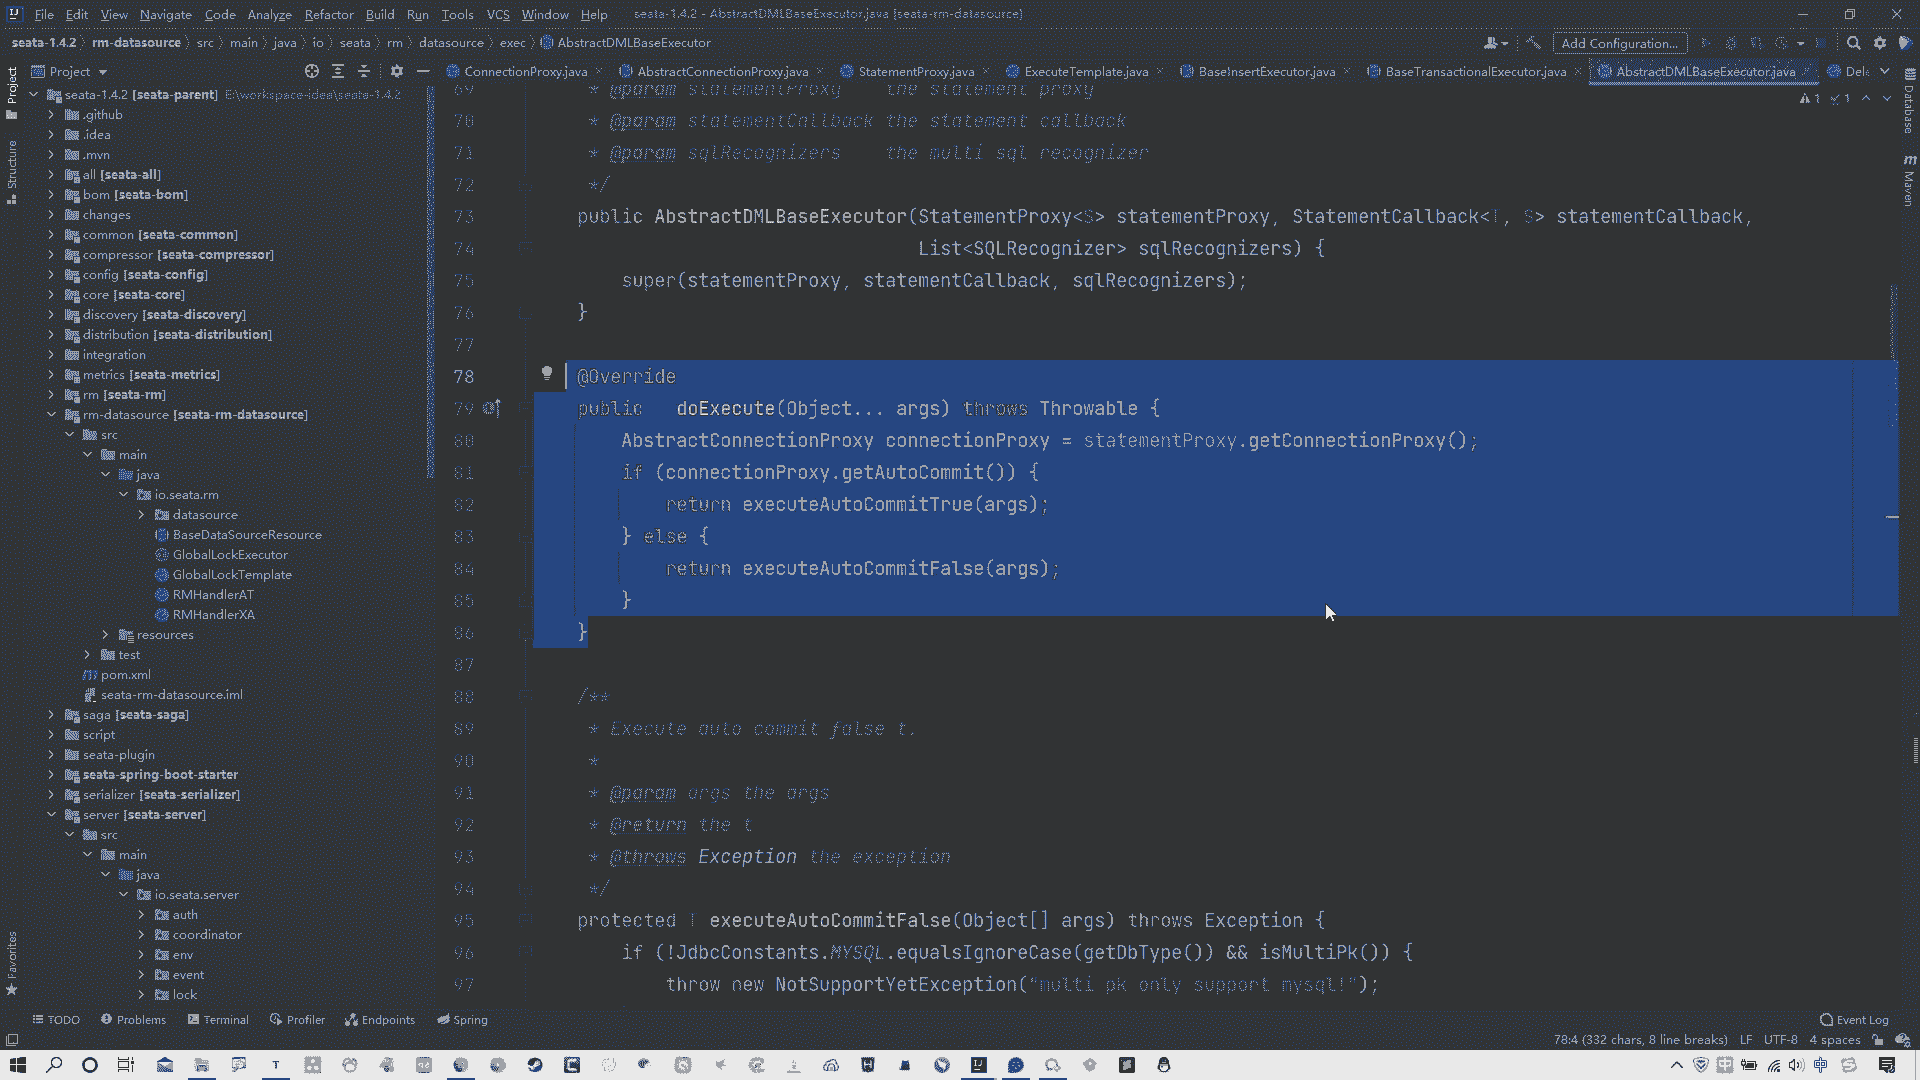 File Edit View Navigate Code Analyze Refactor Build Run Tools VCS Window Help seata-1.4.2 - AbstractDMLBaseExecutor.java [seata-rm-datasource]
seata-1.4.2 rm-datasource src main java io seata rm datasource exec AbstractDMLBaseExecutor Add Configuration...
Project ConnectionProxy.java AbstractConnectionProxy.java StatementProxy.java ExecuteTemplate.java BaseInsertExecutor.java BaseTransactionalExecutor.java AbstractDMLBaseExecutor.java Del
1 1
Project
Structure
Favorites
Database
Maven
seata-1.4.2 [seata-parent] E:\workspace-idea\seata-1.4.2
.github
.idea
.mvn
all [seata-all]
bom [seata-bom]
changes
common [seata-common]
compressor [seata-compressor]
config [seata-config]
core [seata-core]
discovery [seata-discovery]
distribution [seata-distribution]
integration
metrics [seata-metrics]
rm [seata-rm]
rm-datasource [seata-rm-datasource]
src
main
java
io.seata.rm
datasource
BaseDataSourceResource
GlobalLockExecutor
GlobalLockTemplate
RMHandlerAT
RMHandlerXA
resources
test
pom.xml
seata-rm-datasource.iml
saga [seata-saga]
script
seata-plugin
seata-spring-boot-starter
serializer [seata-serializer]
server [seata-server]
src
main
java
io.seata.server
auth
coordinator
env
event
lock
69 * @param statementProxy the statement proxy
70 * @param statementCallback the statement callback
71 * @param sqlRecognizers the multi sql recognizer
72 */
73 public AbstractDMLBaseExecutor(StatementProxy<S> statementProxy, StatementCallback<T, S> statementCallback,
74 List<SQLRecognizer> sqlRecognizers) {
75 super(statementProxy, statementCallback, sqlRecognizers);
76 }
77
78 @Override
79 public doExecute(Object... args) throws Throwable {
80 AbstractConnectionProxy connectionProxy = statementProxy.getConnectionProxy();
81 if (connectionProxy.getAutoCommit()) {
82 return executeAutoCommitTrue(args);
83 } else {
84 return executeAutoCommitFalse(args);
85 }
86 }
87
88 /**
89 * Execute auto commit false t.
90 *
91 * @param args the args
92 * @return the t
93 * @throws Exception the exception
94 */
95 protected T executeAutoCommitFalse(Object[] args) throws Exception {
96 if (!JdbcConstants.MYSQL.equalsIgnoreCase(getDbType()) && isMultiPk()) {
97 throw new NotSupportYetException("multi pk only support mysql!");
TODO Problems Terminal Profiler Endpoints Spring Event Log
78:4 (332 chars, 8 line breaks) LF UTF-8 4 spaces
中